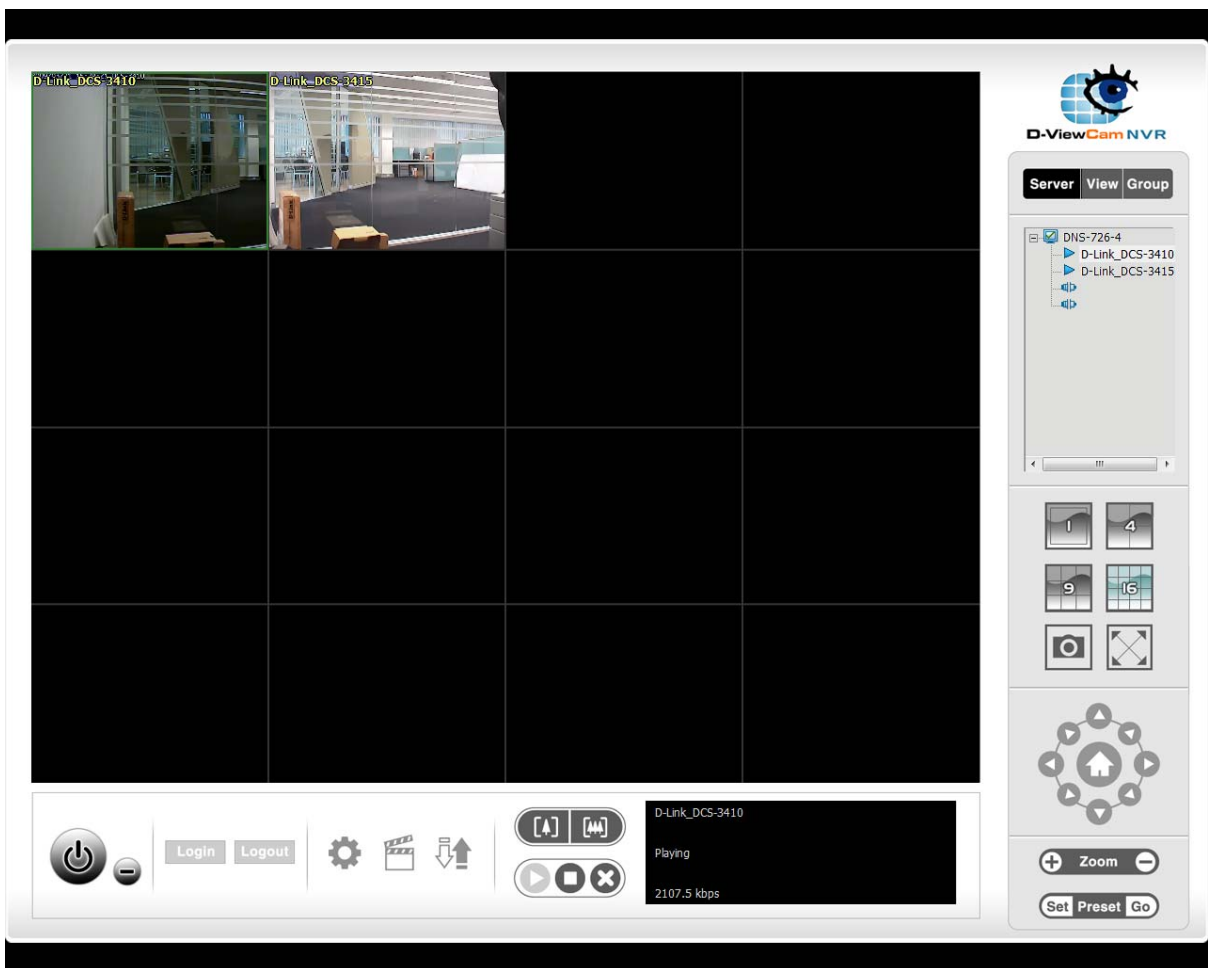 D-Link_DCS-3410
D-Link_DCS-3415
D-ViewCam NVR
Server View Group
DNS-726-4
D-Link_DCS-3410
D-Link_DCS-3415
1 4
9 16
Login Logout
D-Link_DCS-3410
Playing
2107.5 kbps
+ Zoom -
Set Preset Go